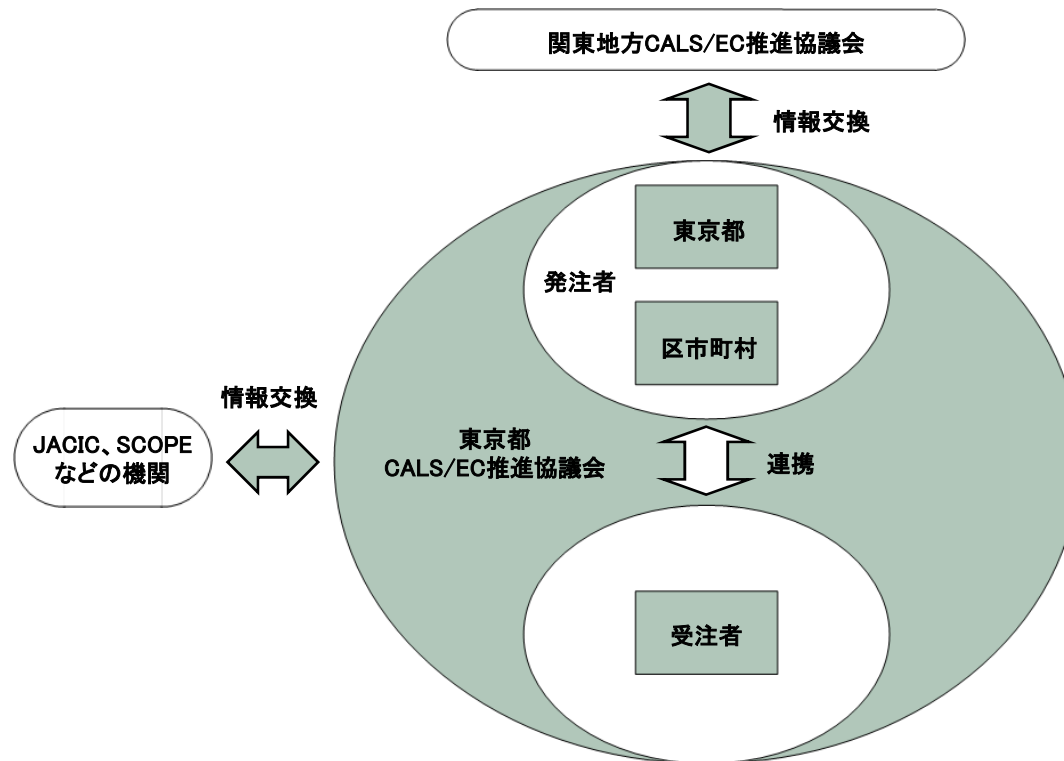 関東地方CALS/EC推進協議会
情報交換
東京都
発注者
区市町村
情報交換
JACIC、SCOPE
などの機関
東京都
CALS/EC推進協議会
連携
受注者